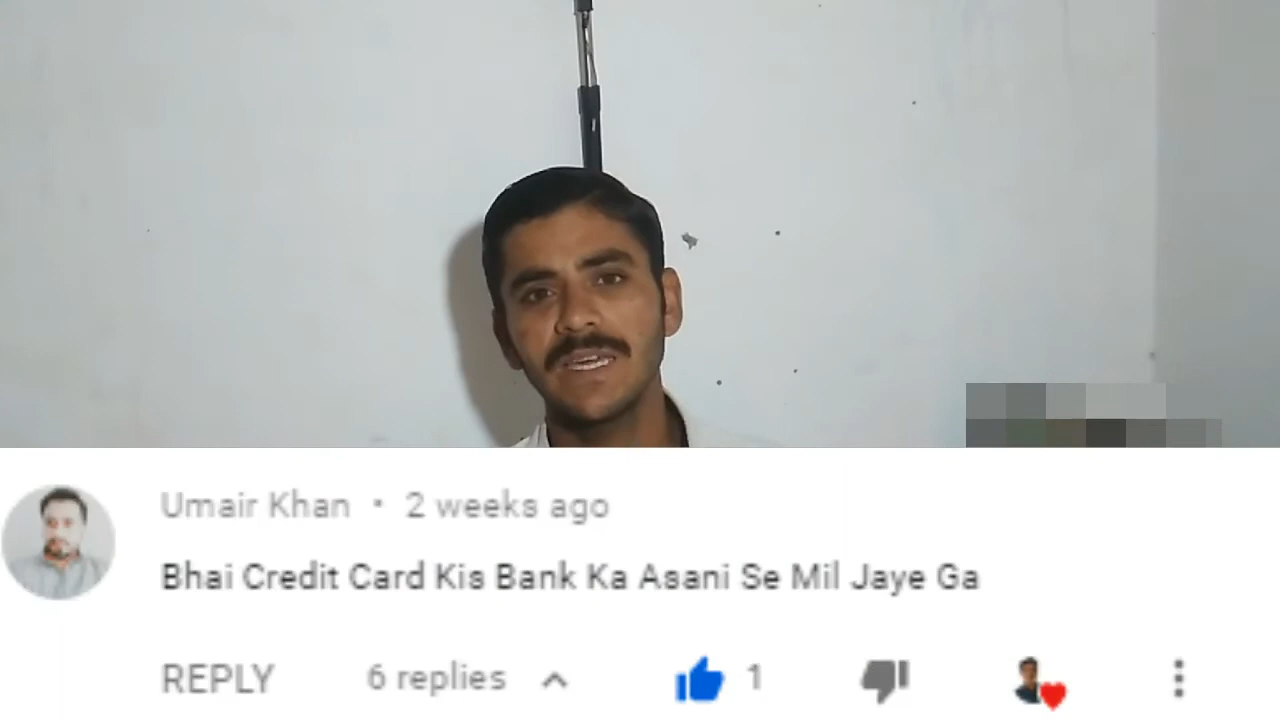 Umair Khan • 2 weeks ago
Bhai Credit Card Kis Bank Ka Asani Se Mil Jaye Ga
REPLY 6 replies 1